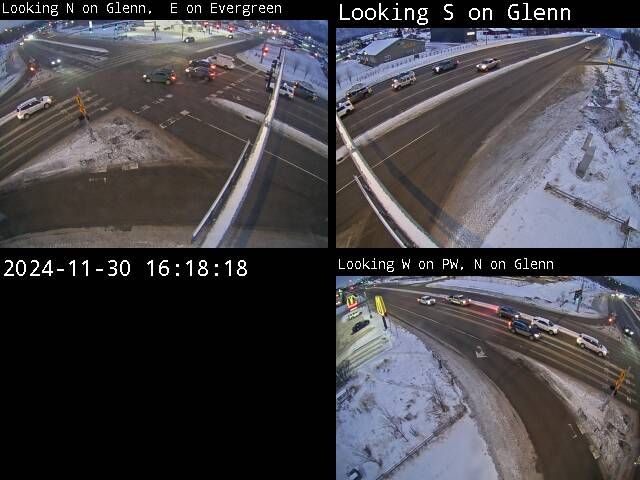 Looking N on Glenn,  E on Evergreen
Looking S on Glenn
2024-11-30 16:18:18
Looking W on PW, N on Glenn